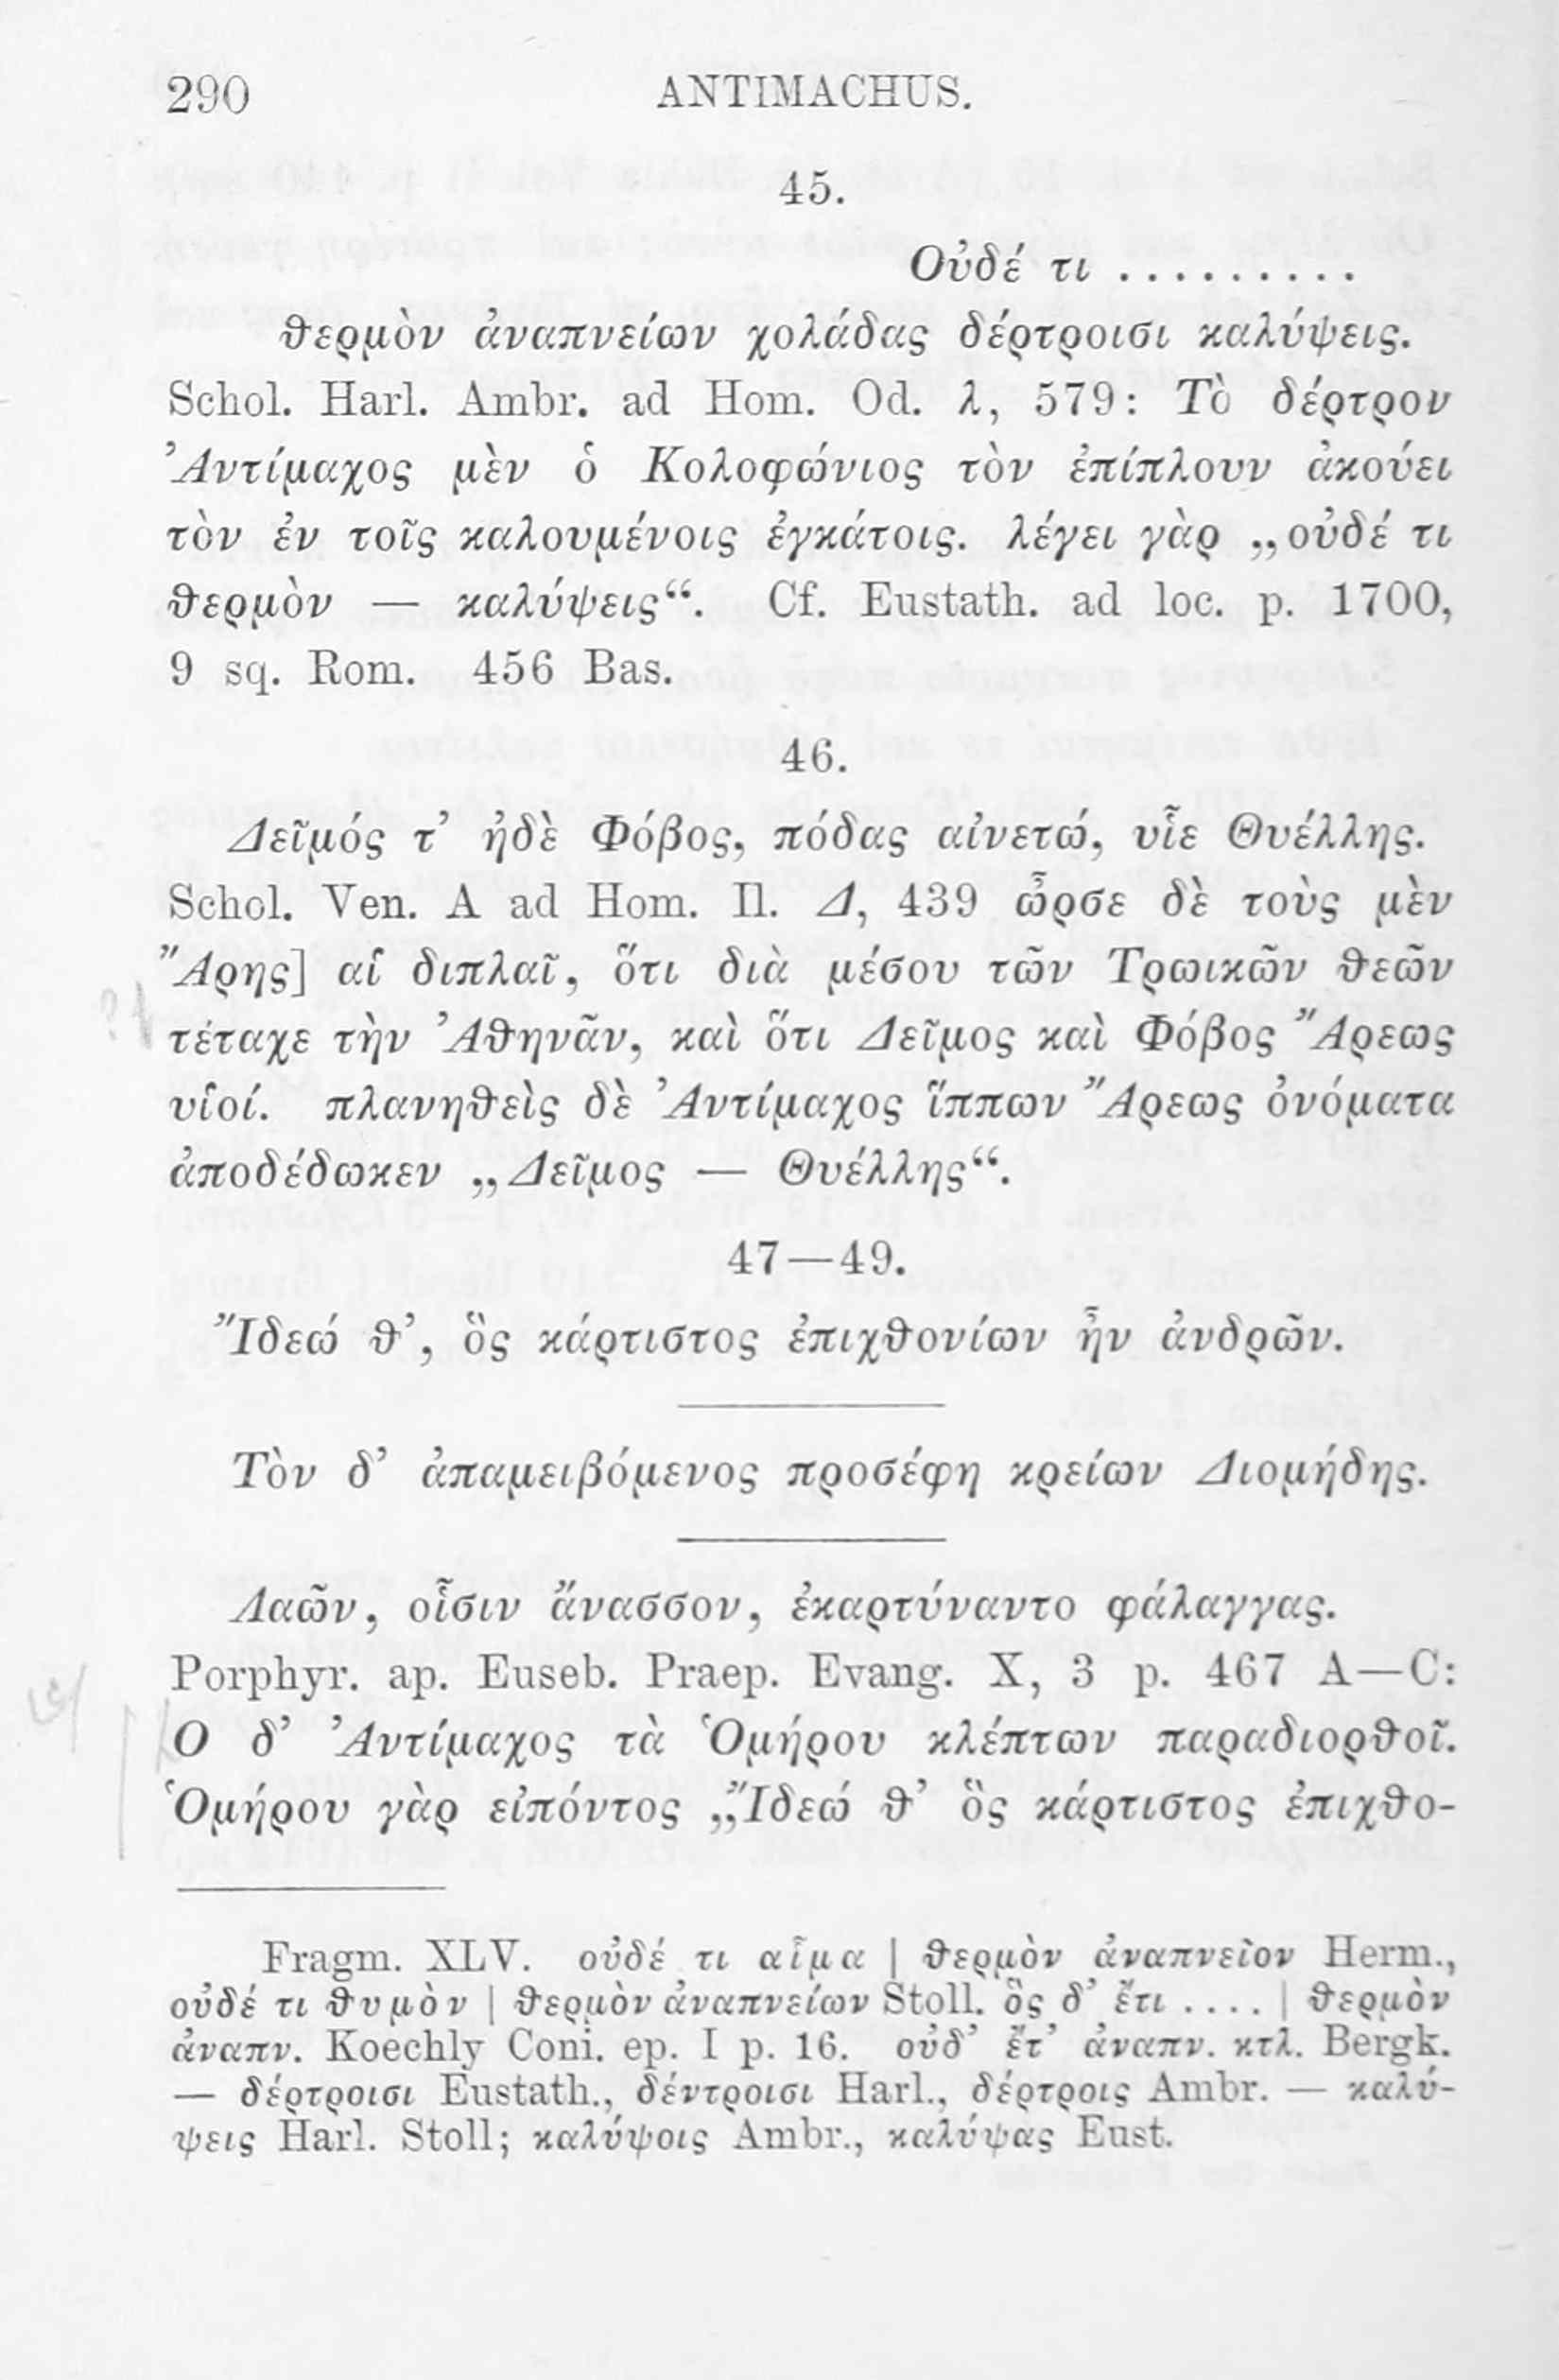 290
ANTIMACHUS.
45.
Οὐδέ τι . . . . . . . . .
θερμὸν ἀναπνείων χολάδας δέρτροισι καλύψεις.
Schol. Harl. Ambr. ad Hom. Od. λ, 579: Τὸ δέρτρον
Ἀντίμαχος μὲν ὁ Κολοφώνιος τὸν ἐπίπλουν ἀκούει
τὸν ἐν τοῖς καλουμένοις ἐγκάτοις. λέγει γὰρ „οὐδέ τι
θερμὸν — καλύψεις“. Cf. Eustath. ad loc. p. 1700,
9 sq. Rom. 456 Bas.
46.
Δεῖμός τ’ ἠδὲ Φόβος, πόδας αἰνετώ, υἷε Θυέλλης.
Schol. Ven. A ad Hom. Il. Δ, 439 ὦρσε δὲ τοὺς μὲν
Ἄρης] αἱ διπλαῖ, ὅτι διὰ μέσου τῶν Τρωικῶν θεῶν
τέταχε τὴν Ἀθηνᾶν, καὶ ὅτι Δεῖμος καὶ Φόβος Ἄρεως
υἱοί. πλανηθεὶς δὲ Ἀντίμαχος ἵππων Ἄρεως ὀνόματα
ἀποδέδωκεν „Δεῖμος — Θυέλλης“.
47—49.
Ἴδεώ θ’, ὃς κάρτιστος ἐπιχθονίων ἦν ἀνδρῶν.
Τὸν δ’ ἀπαμειβόμενος προσέφη κρείων Διομήδης.
Λαῶν, οἷσιν ἄνασσον, ἐκαρτύναντο φάλαγγας.
Porphyr. ap. Euseb. Praep. Evang. X, 3 p. 467 A—C:
Ο δ’ Ἀντίμαχος τὰ Ὁμήρου κλέπτων παραδιορθοῖ.
Ὁμήρου γὰρ εἰπόντος „Ἴδεώ θ’ ὃς κάρτιστος ἐπιχθο-
Fragm. XLV. οὐδέ τι αἷμα | θερμὸν ἀναπνεῖον Herm.,
οὐδέ τι θυμὸν | θερμὸν ἀναπνείων Stoll. ὃς δ’ ἔτι . . . . | θερμὸν
ἀναπν. Koechly Coni. ep. I p. 16. οὐδ’ ἔτ’ ἀναπν. κτλ. Bergk.
— δέρτροισι Eustath., δέντροισι Harl., δέρτροις Ambr. — καλύ-
ψεις Harl. Stoll; καλύψοις Ambr., καλύψας Eust.